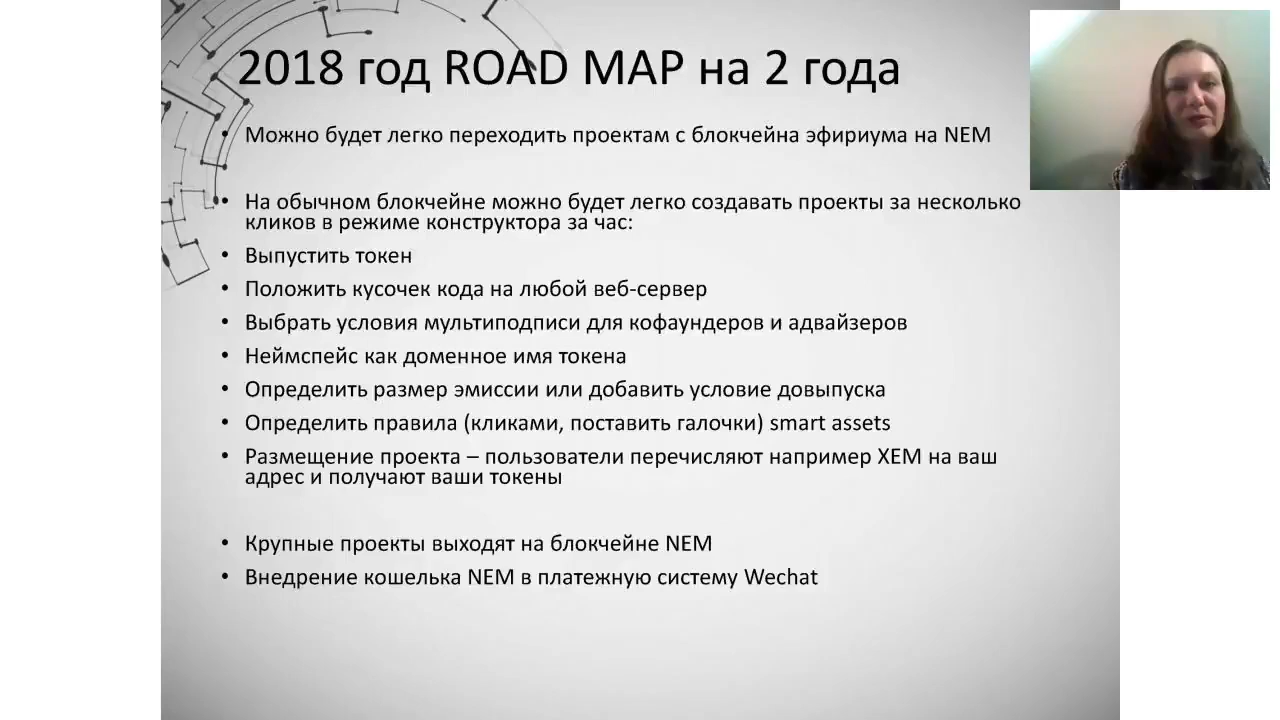 2018 год ROAD MAP на 2 года
• Можно будет легко переходить проектам с блокчейна эфириума на NEM
• На обычном блокчейне можно будет легко создавать проекты за несколько
кликов в режиме конструктора за час:
• Выпустить токен
• Положить кусочек кода на любой веб-сервер
• Выбрать условия мультиподписи для кофаундеров и адвайзеров
• Неймспейс как доменное имя токена
• Определить размер эмиссии или добавить условие довыпуска
• Определить правила (кликами, поставить галочки) smart assets
• Размещение проекта – пользователи перечисляют например XEM на ваш
адрес и получают ваши токены
• Крупные проекты выходят на блокчейне NEM
• Внедрение кошелька NEM в платежную систему Wechat